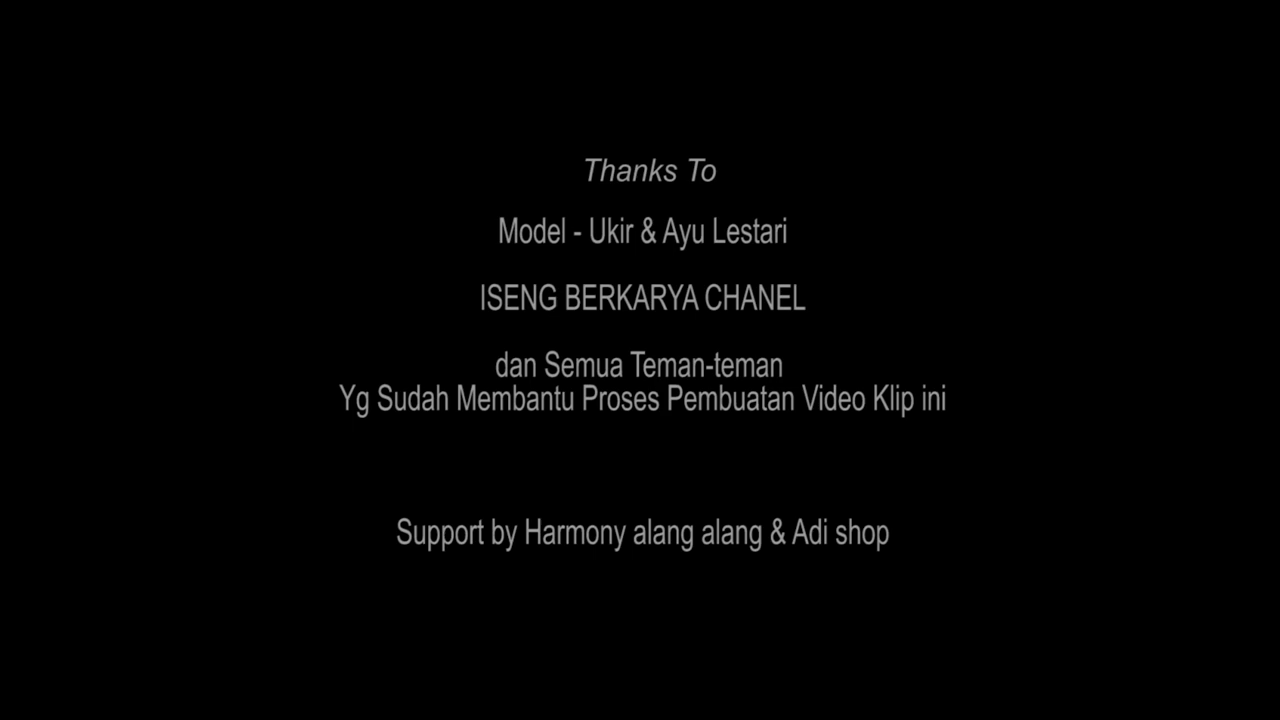 Thanks To
Model - Ukir & Ayu Lestari
ISENG BERKARYA CHANEL
dan Semua Teman-teman
Yg Sudah Membantu Proses Pembuatan Video Klip ini
Support by Harmony alang alang & Adi shop